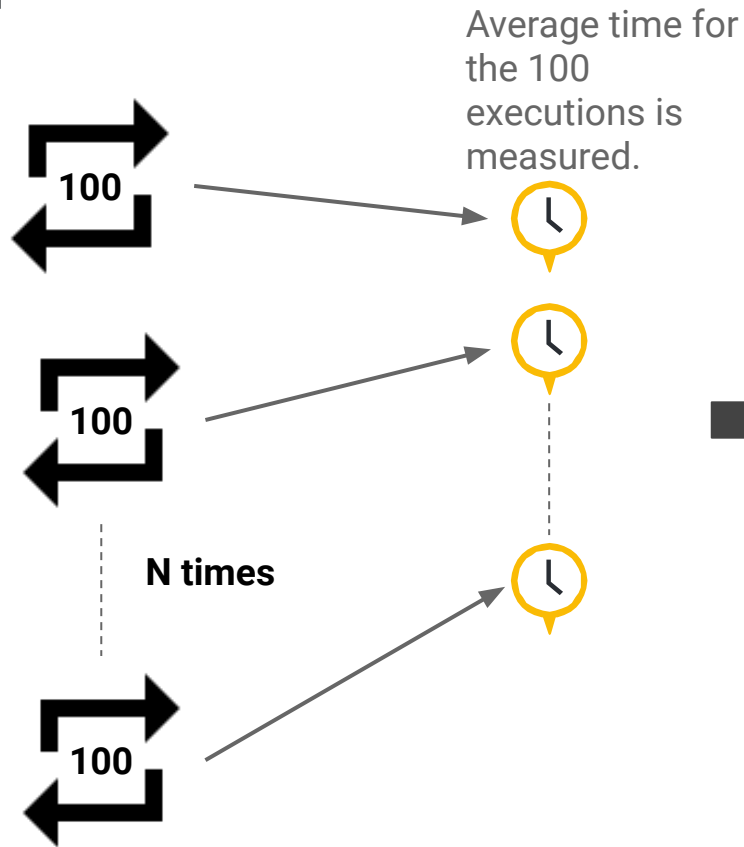 Average time for
the 100
executions is
measured.
100
100
N times
100